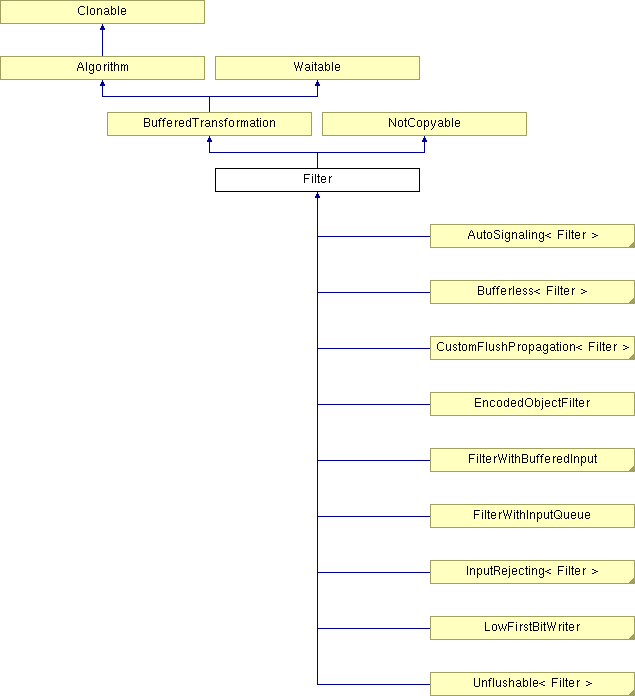 Clonable
Algorithm
Waitable
BufferedTransformation
NotCopyable
Filter
AutoSignaling< Filter >
Bufferless< Filter >
CustomFlushPropagation< Filter >
EncodedObjectFilter
FilterWithBufferedInput
FilterWithInputQueue
InputRejecting< Filter >
LowFirstBitWriter
Unflushable< Filter >